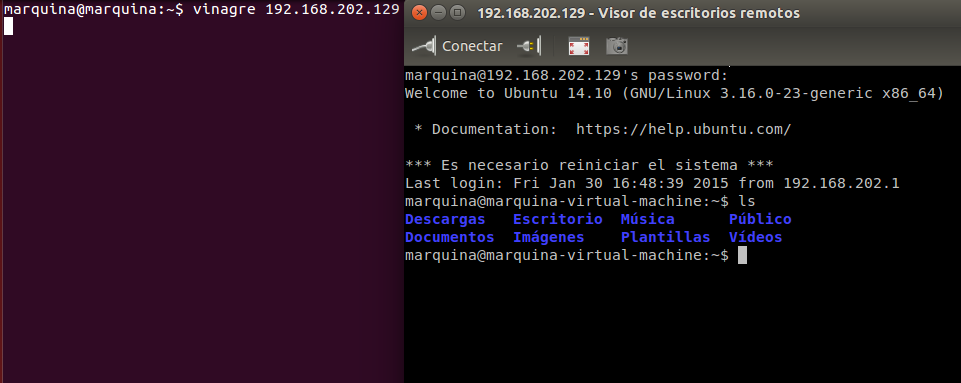 marquina@marquina:~$ vinagre 192.168.202.129
192.168.202.129 - Visor de escritorios remotos
Conectar
marquina@192.168.202.129's password:
Welcome to Ubuntu 14.10 (GNU/Linux 3.16.0-23-generic x86_64)
* Documentation:  https://help.ubuntu.com/
*** Es necesario reiniciar el sistema ***
Last login: Fri Jan 30 16:48:39 2015 from 192.168.202.1
marquina@marquina-virtual-machine:~$ ls
Descargas   Escritorio  Música      Público
Documentos  Imágenes    Plantillas  Vídeos
marquina@marquina-virtual-machine:~$